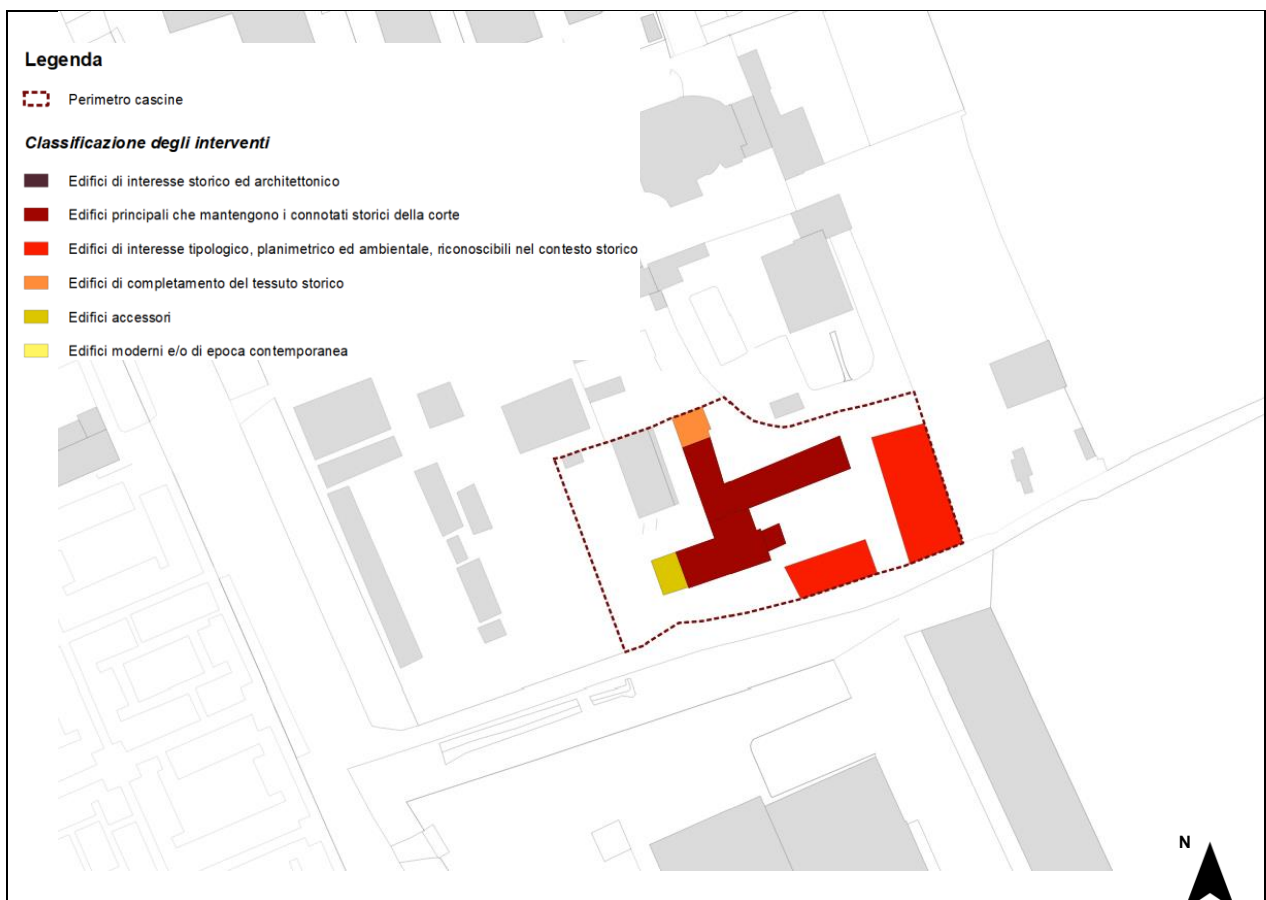 Legenda
Perimetro cascine
Classificazione degli interventi
Edifici di interesse storico ed architettonico
Edifici principali che mantengono i connotati storici della corte
Edifici di interesse tipologico, planimetrico ed ambientale, riconoscibili nel contesto storico
Edifici di completamento del tessuto storico
Edifici accessori
Edifici moderni e/o di epoca contemporanea
N